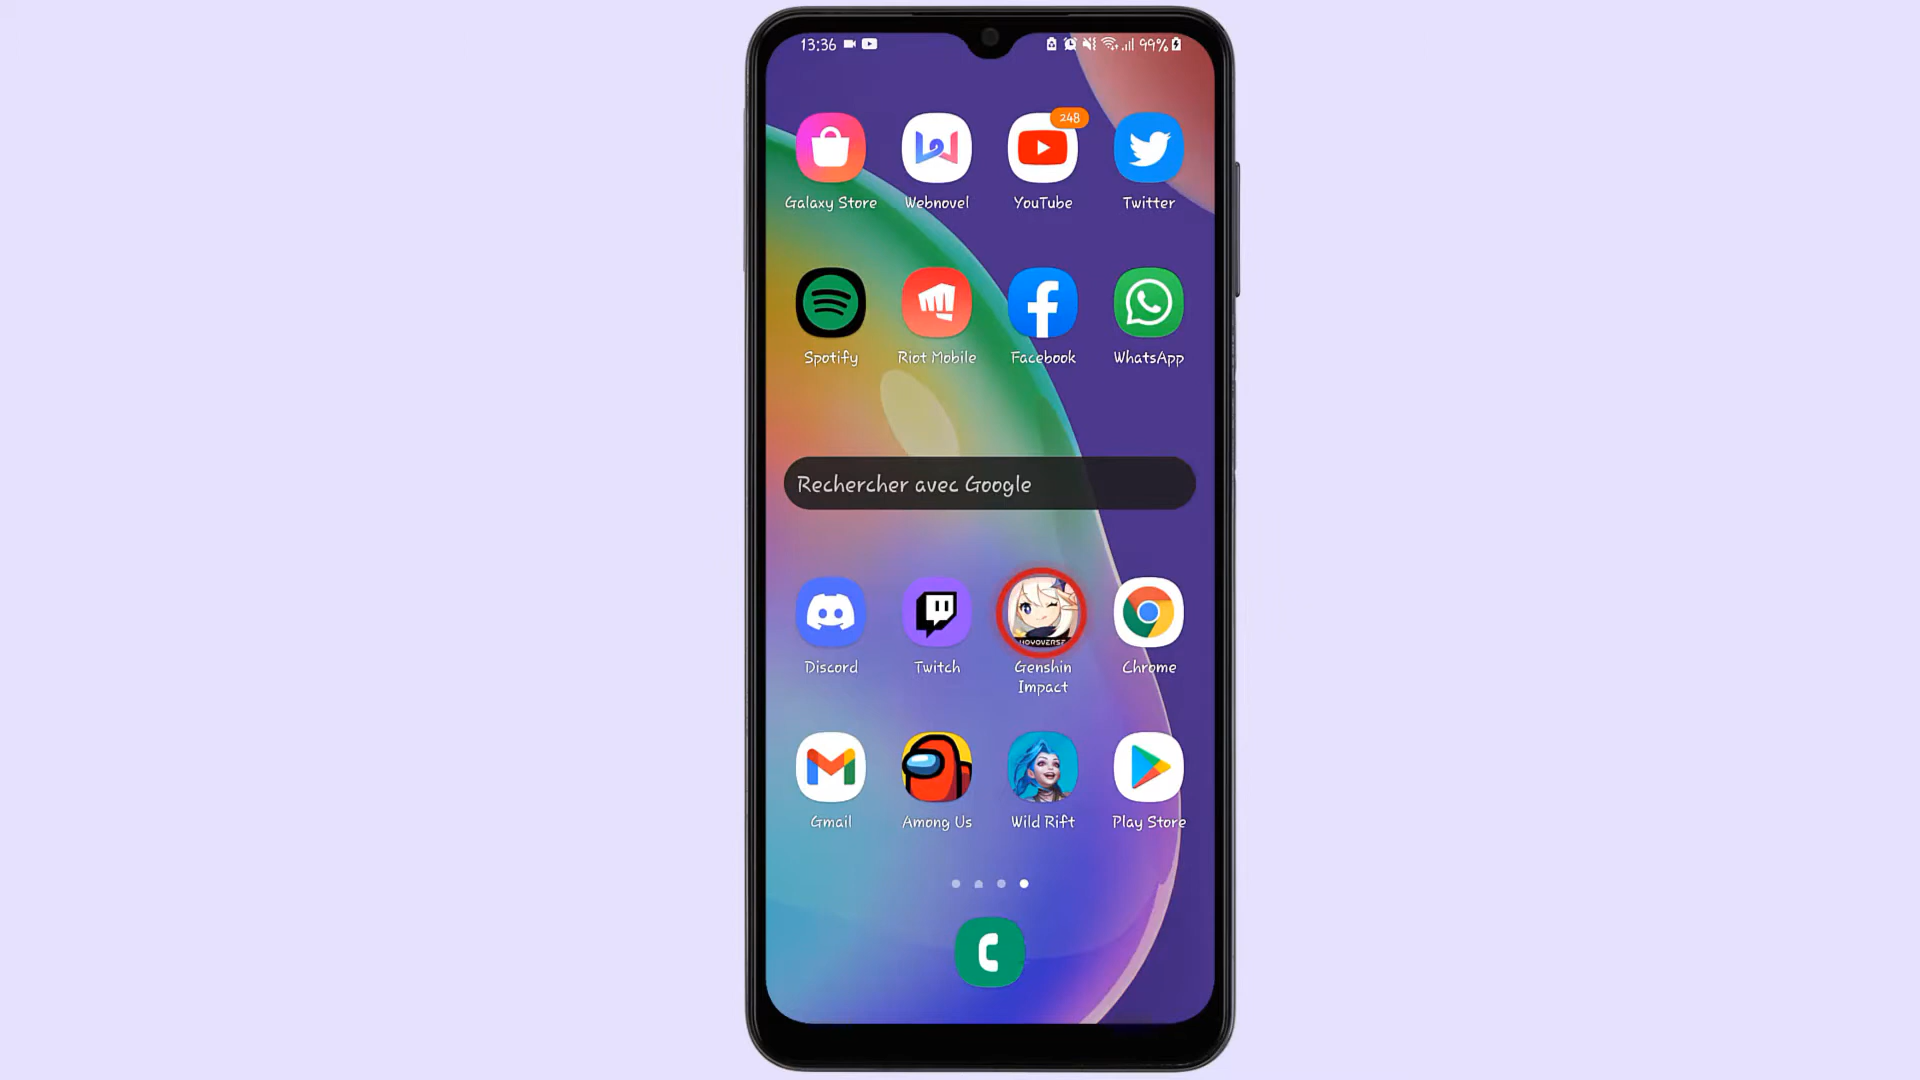 13:36
99%
248
Galaxy Store
Webnovel
YouTube
Twitter
Spotify
Riot Mobile
Facebook
WhatsApp
Rechercher avec Google
HOYOVERSE
Discord
Twitch
Genshin
Impact
Chrome
Gmail
Among Us
Wild Rift
Play Store